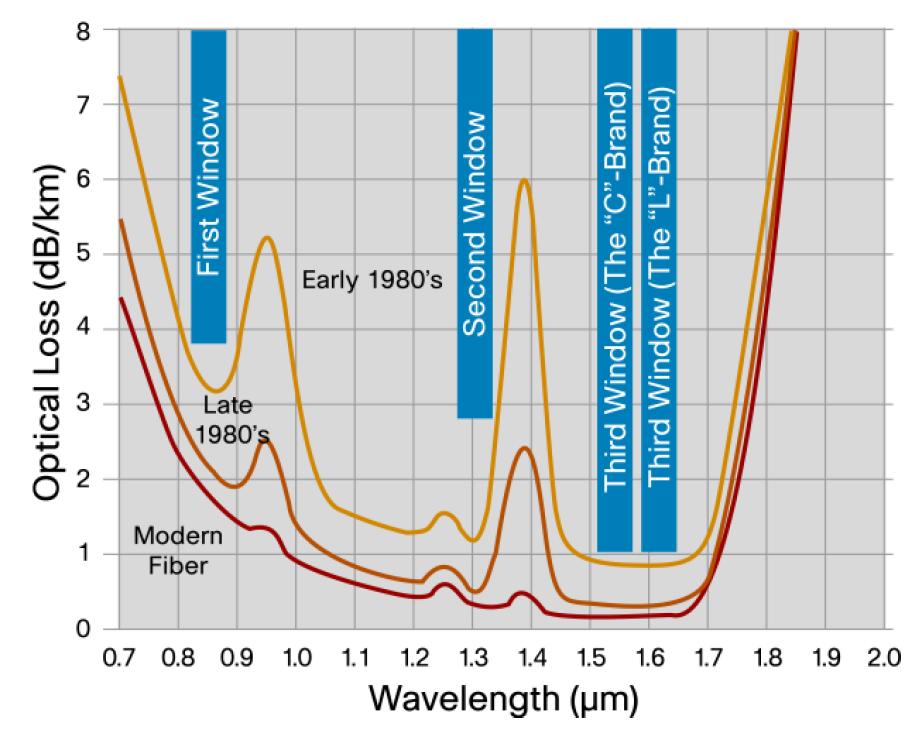 Optical Loss (dB/km)
8
7
6
5
4
3
2
1
0
First Window
Second Window
Third Window (The “C”-Brand)
Third Window (The “L”-Brand)
Early 1980’s
Late
1980’s
Modern
Fiber
0.7 0.8 0.9 1.0 1.1 1.2 1.3 1.4 1.5 1.6 1.7 1.8 1.9 2.0
Wavelength (μm)